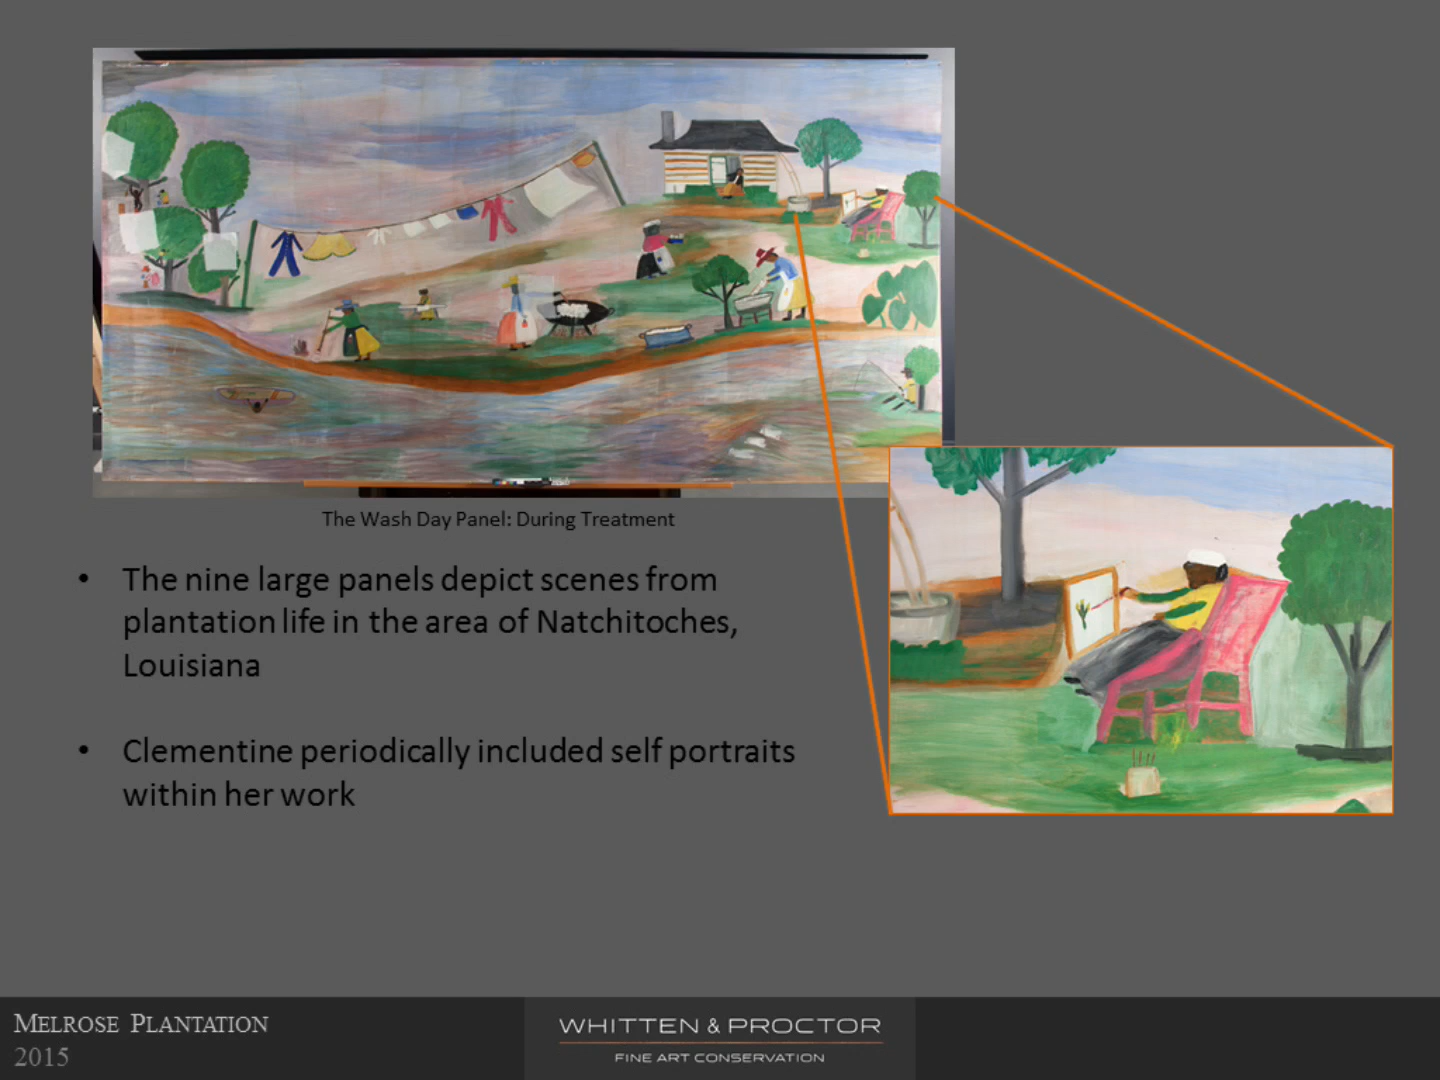 The Wash Day Panel: During Treatment
• The nine large panels depict scenes from
plantation life in the area of Natchitoches,
Louisiana
• Clementine periodically included self portraits
within her work
MELROSE PLANTATION
2015
WHITTEN & PROCTOR
FINE ART CONSERVATION